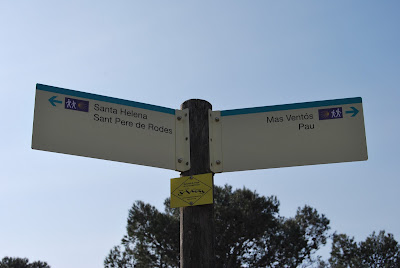 Santa Helena
Sant Pere de Rodes
Mas Ventós
Pau